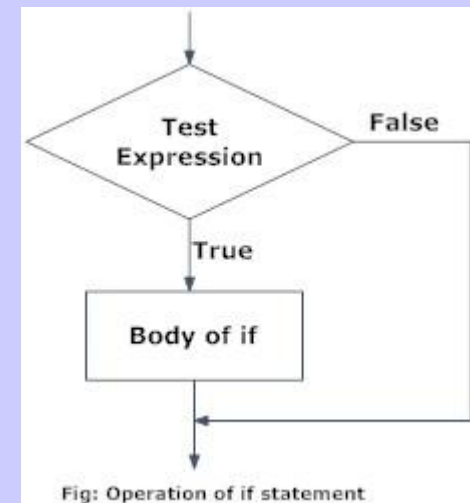 Test
Expression
False
True
Body of if
Fig: Operation of if statement